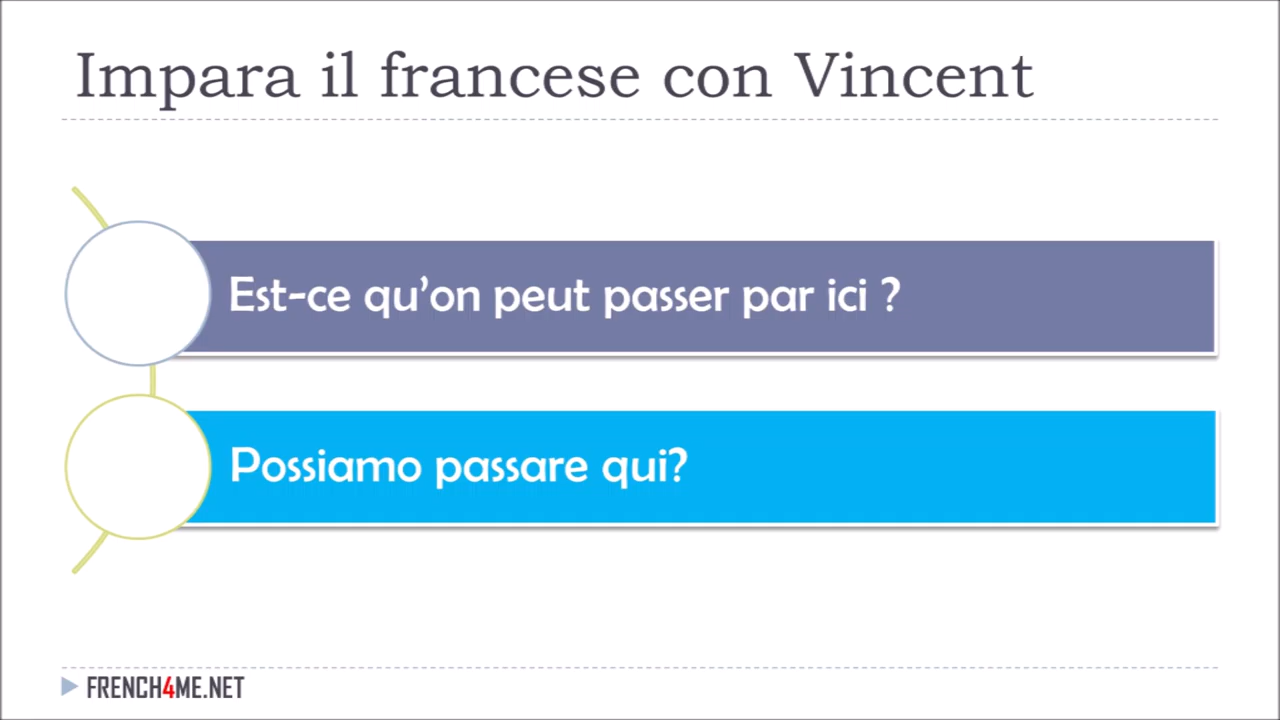 Impara il francese con Vincent
Est-ce qu’on peut passer par ici ?
Possiamo passare qui?
FRENCH4ME.NET